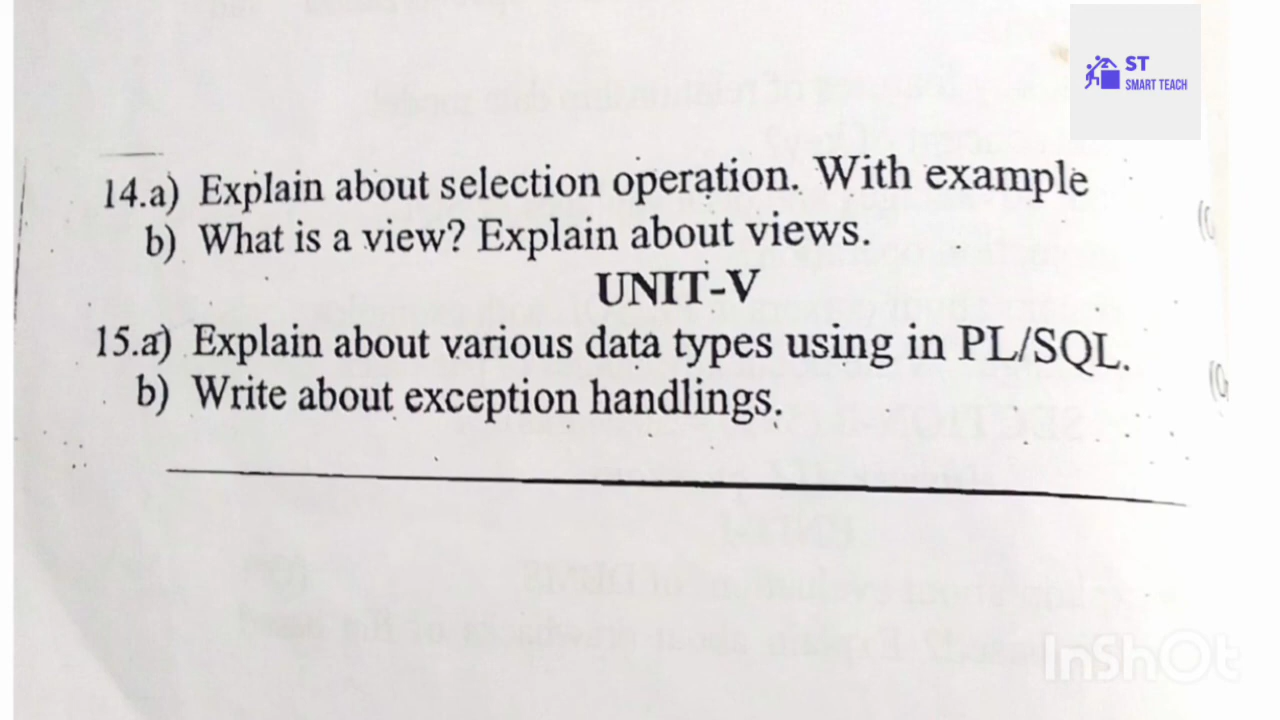 ST
SMART TEACH
14.a) Explain about selection operation. With example
b) What is a view? Explain about views.
UNIT-V
15.a) Explain about various data types using in PL/SQL.
b) Write about exception handlings.
InShOt